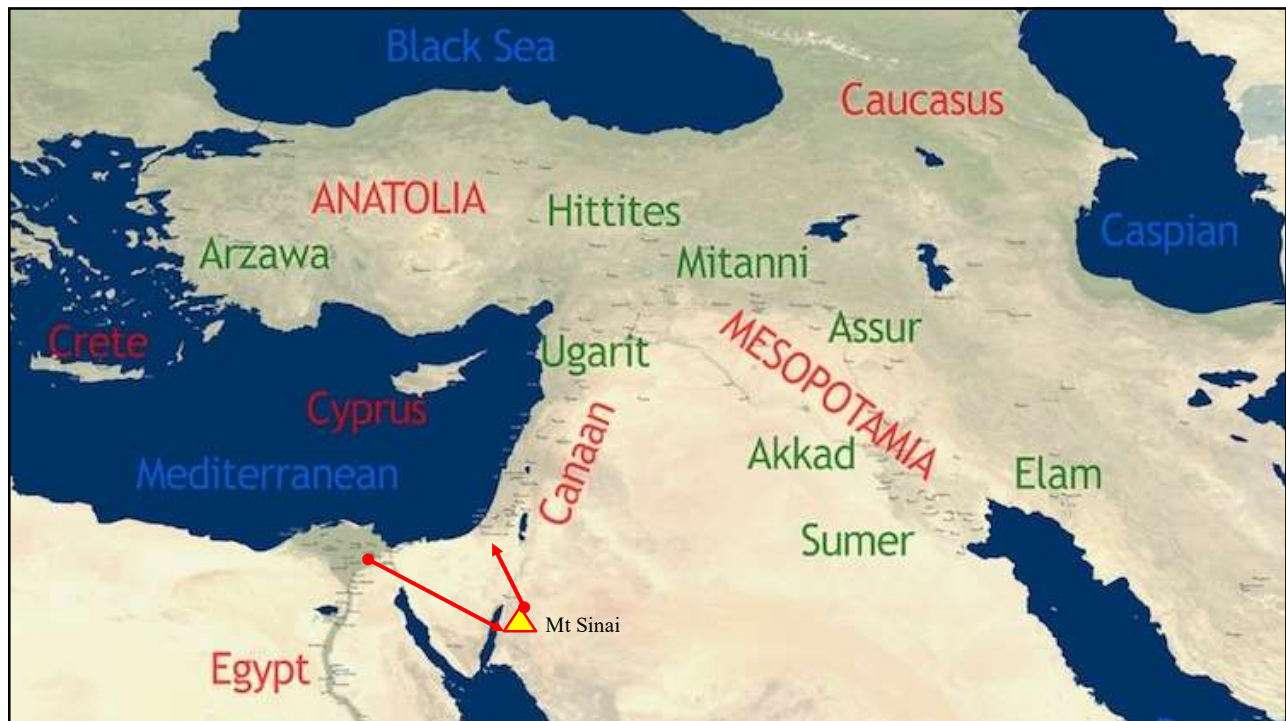 Black Sea
Caucasus
ANATOLIA
Hittites
Arzawa
Mitanni
Caspian
Crete
Ugarit
MESOPOTAMIA
Assur
Cyprus
Canaan
Mediterranean
Akkad
Elam
Sumer
Mt Sinai
Egypt